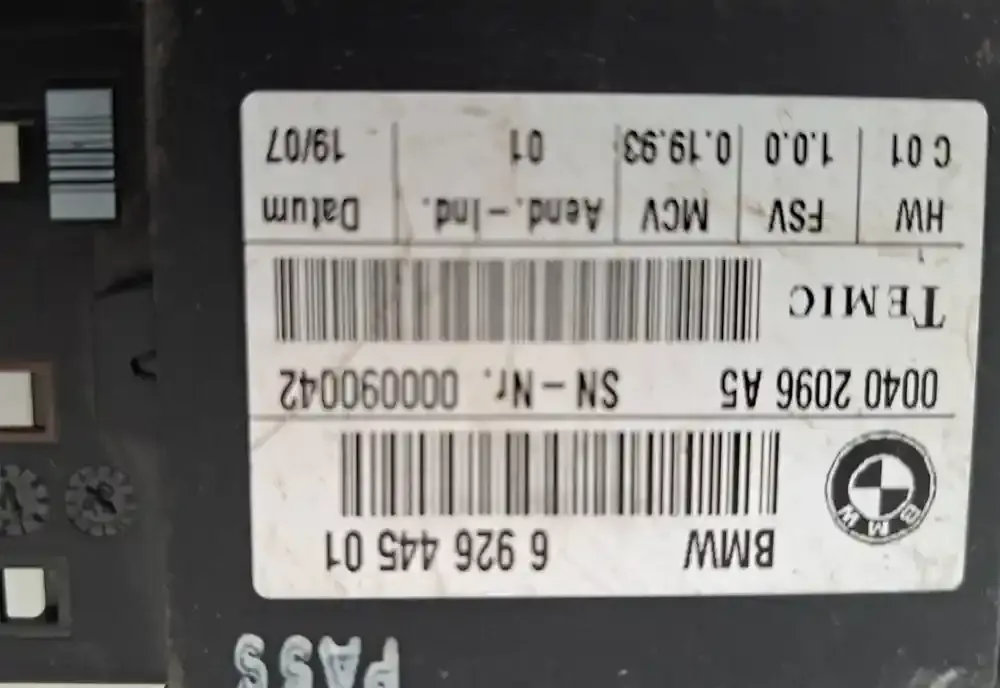 PASS
BMW 6 926 445 01
BMW
0040 2096 A5 SN-Nr. 000090042
TEMIC
HW FSV MCV Aend.-Ind. Datum
C 01 1.0.0 0.19.93 01 19/07